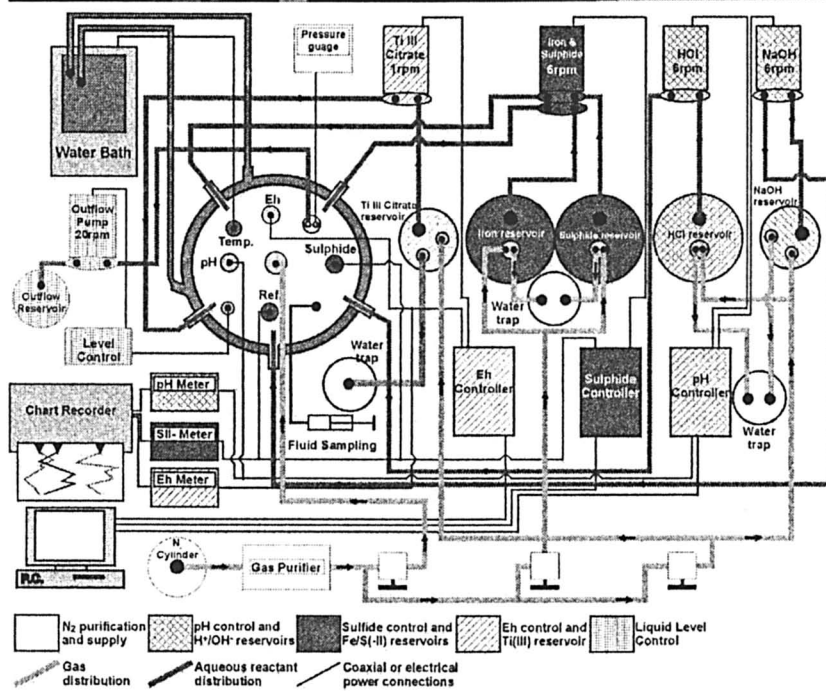 Pressure
guage
Ti III
Citrate
1rpm
Iron &
Sulphide
6rpm
HCl
6rpm
NaOH
6rpm
Water Bath
Outflow
Pump
20rpm
Outflow
Reservoir
Level
Control
Eh
Temp.
pH
Sulphide
Ref.
Ti III Citrate
reservoir
Iron reservoir
Sulphide reservoir
HCl reservoir
NaOH
reservoir
Water
trap
Water
trap
Water
trap
Eh
Controller
Sulphide
Controller
pH
Controller
Chart Recorder
pH Meter
SII- Meter
Eh Meter
Fluid Sampling
P.C.
N
Cylinder
Gas Purifier
N₂ purification
and supply
pH control and
H⁺/OH⁻ reservoirs
Sulfide control and
Fe/S(-II) reservoirs
Eh control and
Ti(III) reservoir
Liquid Level
Control
Gas
distribution
Aqueous reactant
distribution
Coaxial or electrical
power connections